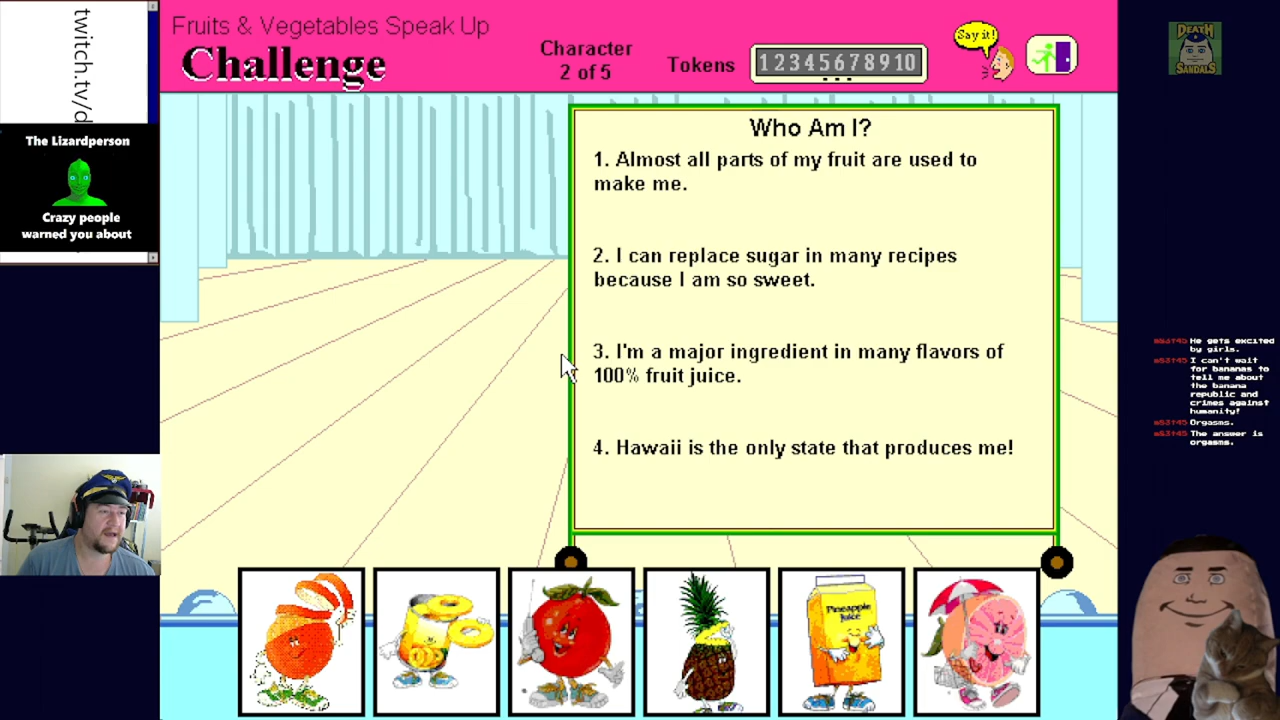 twitch.tv/d
The Lizardperson
Crazy people
warned you about
Fruits & Vegetables Speak Up
Challenge
Character
2 of 5
Tokens
1 2 3 4 5 6 7 8 9 10
Say it!
Who Am I?
1. Almost all parts of my fruit are used to
make me.
2. I can replace sugar in many recipes
because I am so sweet.
3. I'm a major ingredient in many flavors of
100% fruit juice.
4. Hawaii is the only state that produces me!
Pineapple
Juice
DEATH
SANDALS
He gets excited
by girls.
I can't wait
for bananas to
tell me about
the banana
republic and
crimes against
humanity!
Orgasms.
The answer is
orgasms.